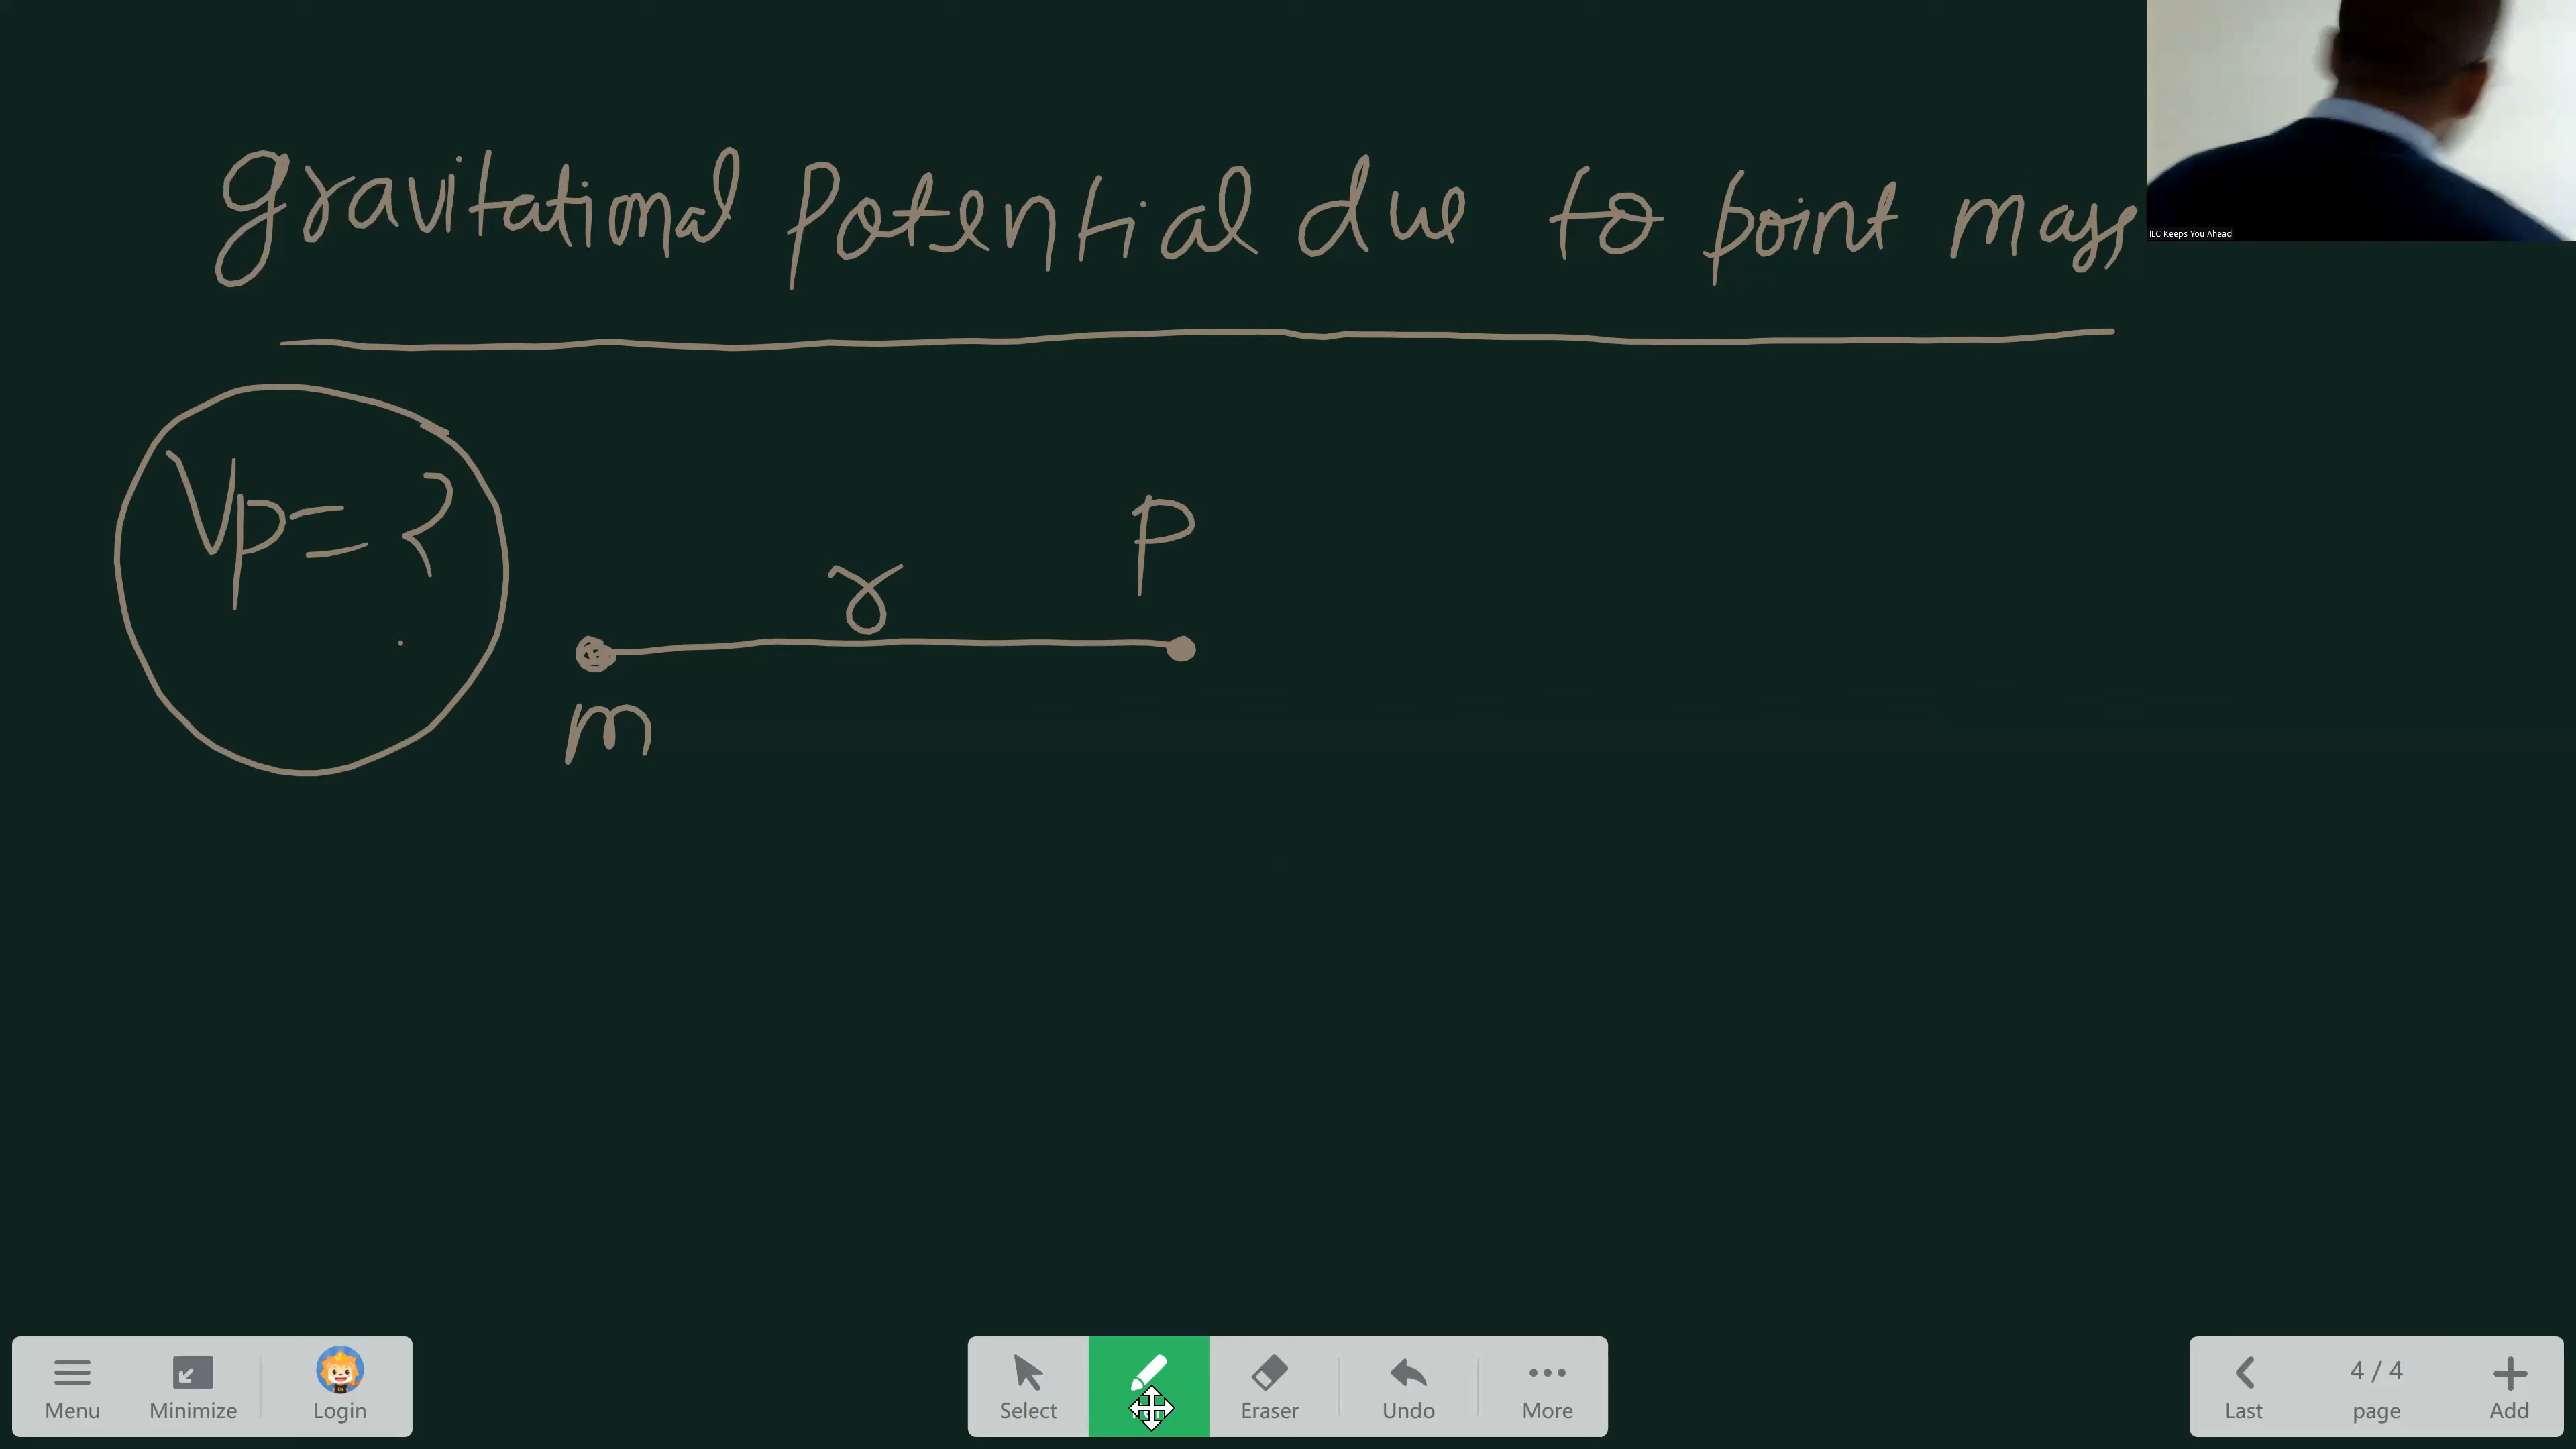 Gravitational Potential due to point mass
ILC Keeps You Ahead
Vp = ?
P
r
m
Menu
Minimize
Login
Select
Eraser
Undo
More
Last
4 / 4
page
Add